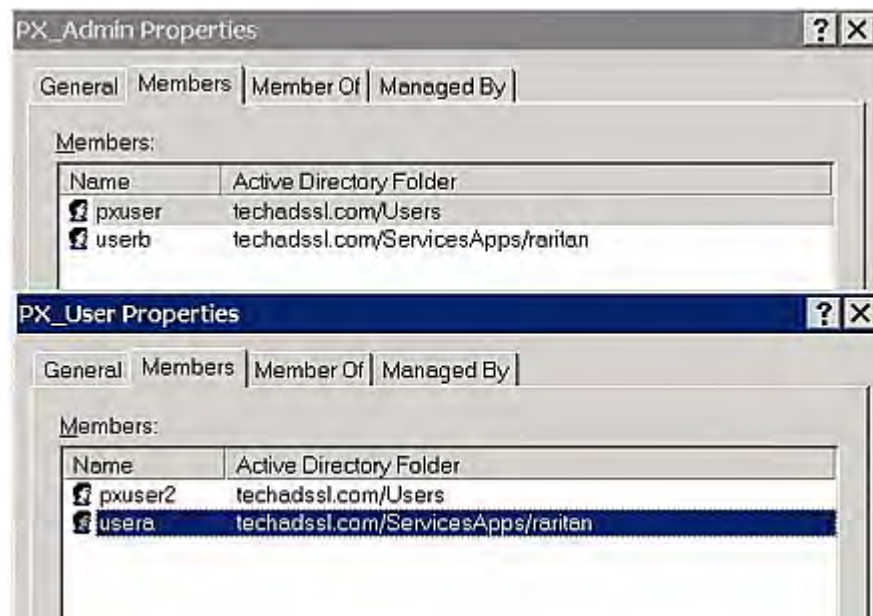 PX_Admin Properties
General Members Member Of Managed By
Members:
Name Active Directory Folder
pxuser techadssl.com/Users
userb techadssl.com/ServicesApps/raritan
PX_User Properties
General Members Member Of Managed By
Members:
Name Active Directory Folder
pxuser2 techadssl.com/Users
usera techadssl.com/ServicesApps/raritan